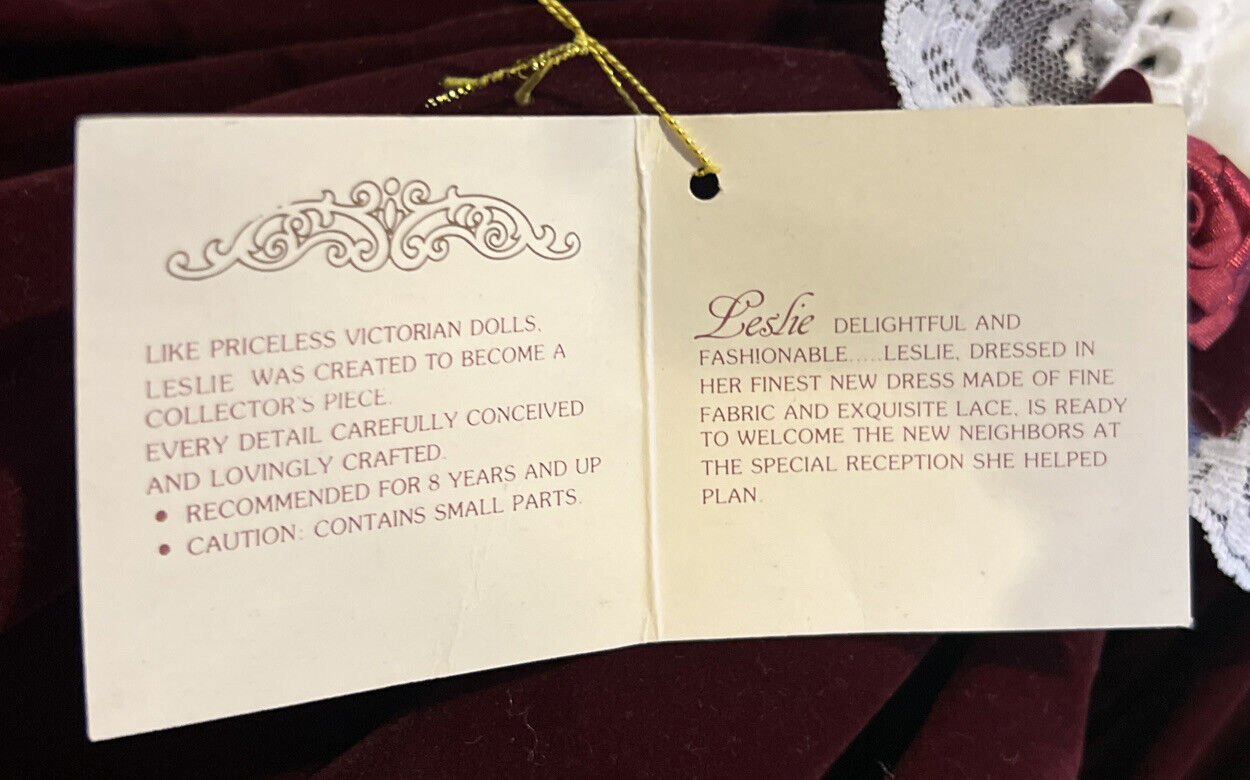 LIKE PRICELESS VICTORIAN DOLLS,
LESLIE WAS CREATED TO BECOME A
COLLECTOR'S PIECE.
EVERY DETAIL CAREFULLY CONCEIVED
AND LOVINGLY CRAFTED.
• RECOMMENDED FOR 8 YEARS AND UP
• CAUTION: CONTAINS SMALL PARTS.
Leslie DELIGHTFUL AND
FASHIONABLE.....LESLIE, DRESSED IN
HER FINEST NEW DRESS MADE OF FINE
FABRIC AND EXQUISITE LACE, IS READY
TO WELCOME THE NEW NEIGHBORS AT
THE SPECIAL RECEPTION SHE HELPED
PLAN.